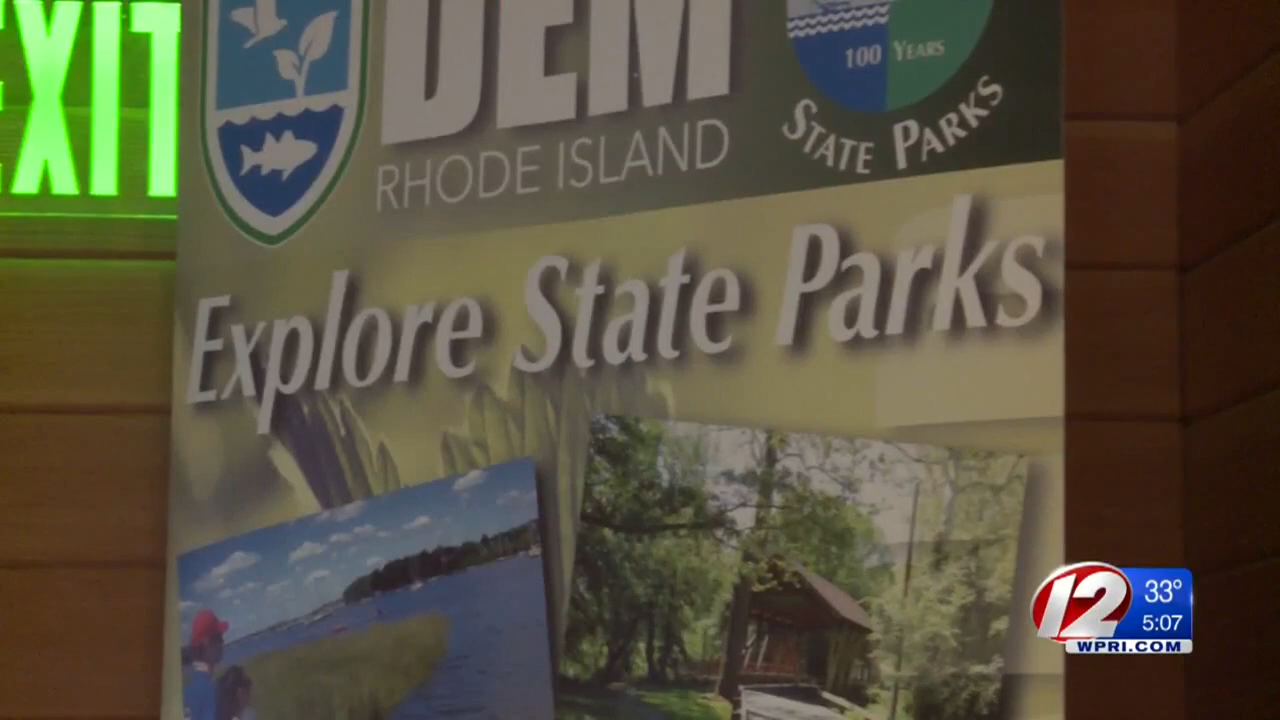 EXIT
DEM
RHODE ISLAND
100 YEARS
STATE PARKS
Explore State Parks
12
33°
5:07
WPRI.COM